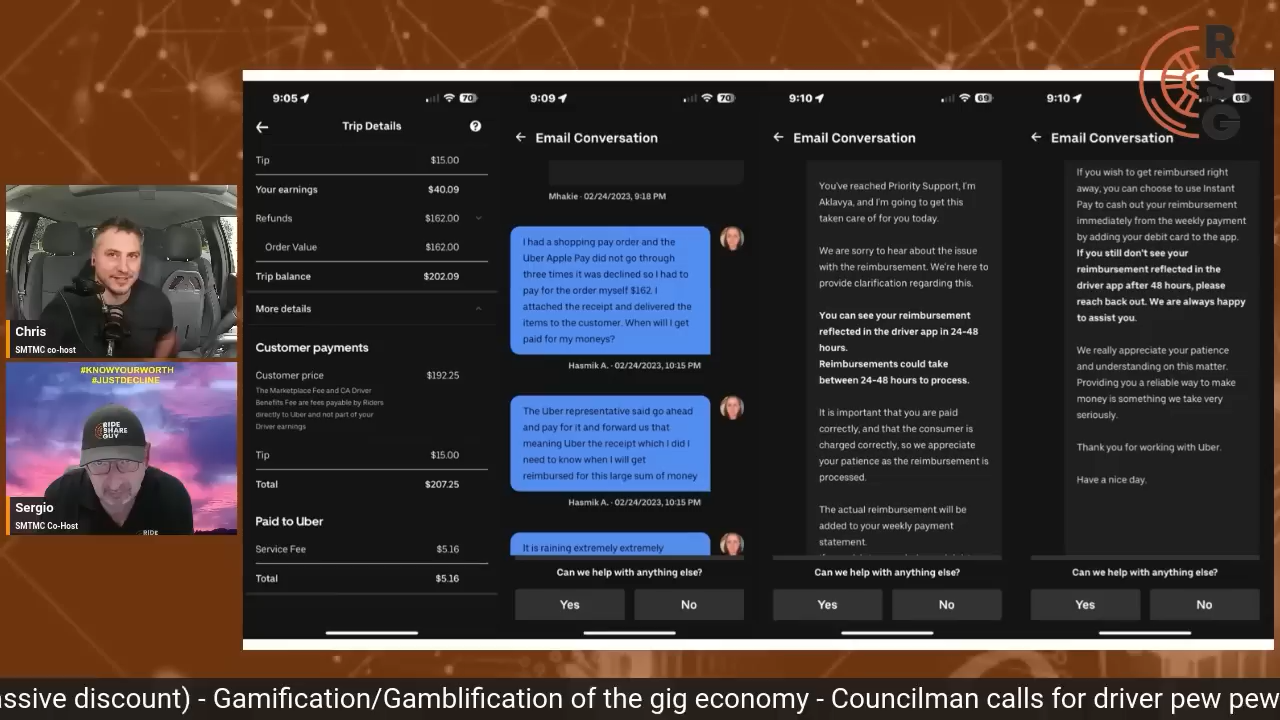 RSG
Chris
SMTMC co-host
#KNOWYOURWORTH
#JUSTDECLINE
RIDE
SHARE
GUY
RIDE
Sergio
SMTMC Co-Host
9:05
70
Trip Details
Tip $15.00
Your earnings $40.09
Refunds $162.00
Order Value $162.00
Trip balance $202.09
More details
Customer payments
Customer price $192.25
The Marketplace Fee and CA Driver
Benefits Fee are fees payable by Riders
directly to Uber and not part of your
Driver earnings
Tip $15.00
Total $207.25
Paid to Uber
Service Fee $5.16
Total $5.16
9:09
70
Email Conversation
Mhakie · 02/24/2023, 9:18 PM
I had a shopping pay order and the
Uber Apple Pay did not go through
three times it was declined so I had to
pay for the order myself $162. I
attached the receipt and delivered the
items to the customer. When will I get
paid for my moneys?
Hasmik A. · 02/24/2023, 10:15 PM
The Uber representative said go ahead
and pay for it and forward us that
meaning Uber the receipt which I did I
need to know when I will get
reimbursed for this large sum of money
Hasmik A. · 02/24/2023, 10:15 PM
It is raining extremely extremely
Can we help with anything else?
Yes No
9:10
69
Email Conversation
You've reached Priority Support, I'm
Aklavya, and I'm going to get this
taken care of for you today.
We are sorry to hear about the issue
with the reimbursement. We're here to
provide clarification regarding this.
You can see your reimbursement
reflected in the driver app in 24-48
hours.
Reimbursements could take
between 24-48 hours to process.
It is important that you are paid
correctly, and that the consumer is
charged correctly, so we appreciate
your patience as the reimbursement is
processed.
The actual reimbursement will be
added to your weekly payment
statement.
Can we help with anything else?
Yes No
9:10
69
Email Conversation
If you wish to get reimbursed right
away, you can choose to use Instant
Pay to cash out your reimbursement
immediately from the weekly payment
by adding your debit card to the app.
If you still don't see your
reimbursement reflected in the
driver app after 48 hours, please
reach back out. We are always happy
to assist you.
We really appreciate your patience
and understanding on this matter.
Providing you a reliable way to make
money is something we take very
seriously.
Thank you for working with Uber.
Have a nice day.
Can we help with anything else?
Yes No
assive discount) - Gamification/Gamblification of the gig economy - Councilman calls for driver pew pew